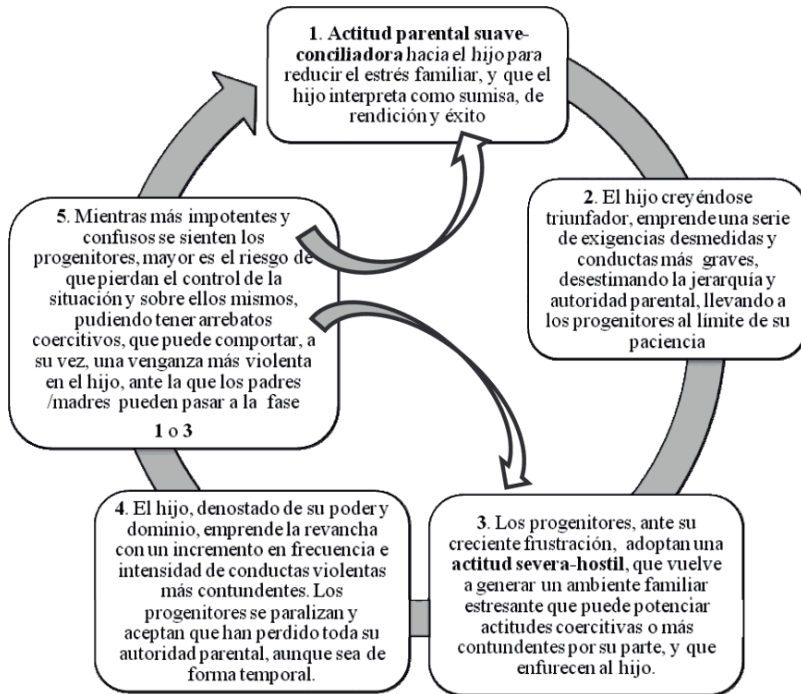 1. Actitud parental suave-
conciliadora hacia el hijo para
reducir el estrés familiar, y que el
hijo interpreta como sumisa, de
rendición y éxito
2. El hijo creyéndose
triunfador, emprende una serie
de exigencias desmedidas y
conductas más graves,
desestimando la jerarquía y
autoridad parental, llevando a
los progenitores al límite de su
paciencia
3. Los progenitores, ante su
creciente frustración, adoptan una
actitud severa-hostil, que vuelve
a generar un ambiente familiar
estresante que puede potenciar
actitudes coercitivas o más
contundentes por su parte, y que
enfurecen al hijo.
4. El hijo, denostado de su poder y
dominio, emprende la revancha
con un incremento en frecuencia e
intensidad de conductas violentas
más contundentes. Los
progenitores se paralizan y
aceptan que han perdido toda su
autoridad parental, aunque sea de
forma temporal.
5. Mientras más impotentes y
confusos se sienten los
progenitores, mayor es el riesgo de
que pierdan el control de la
situación y sobre ellos mismos,
pudiendo tener arrebatos
coercitivos, que puede comportar, a
su vez, una venganza más violenta
en el hijo, ante la que los padres
/madres pueden pasar a la fase
1 o 3